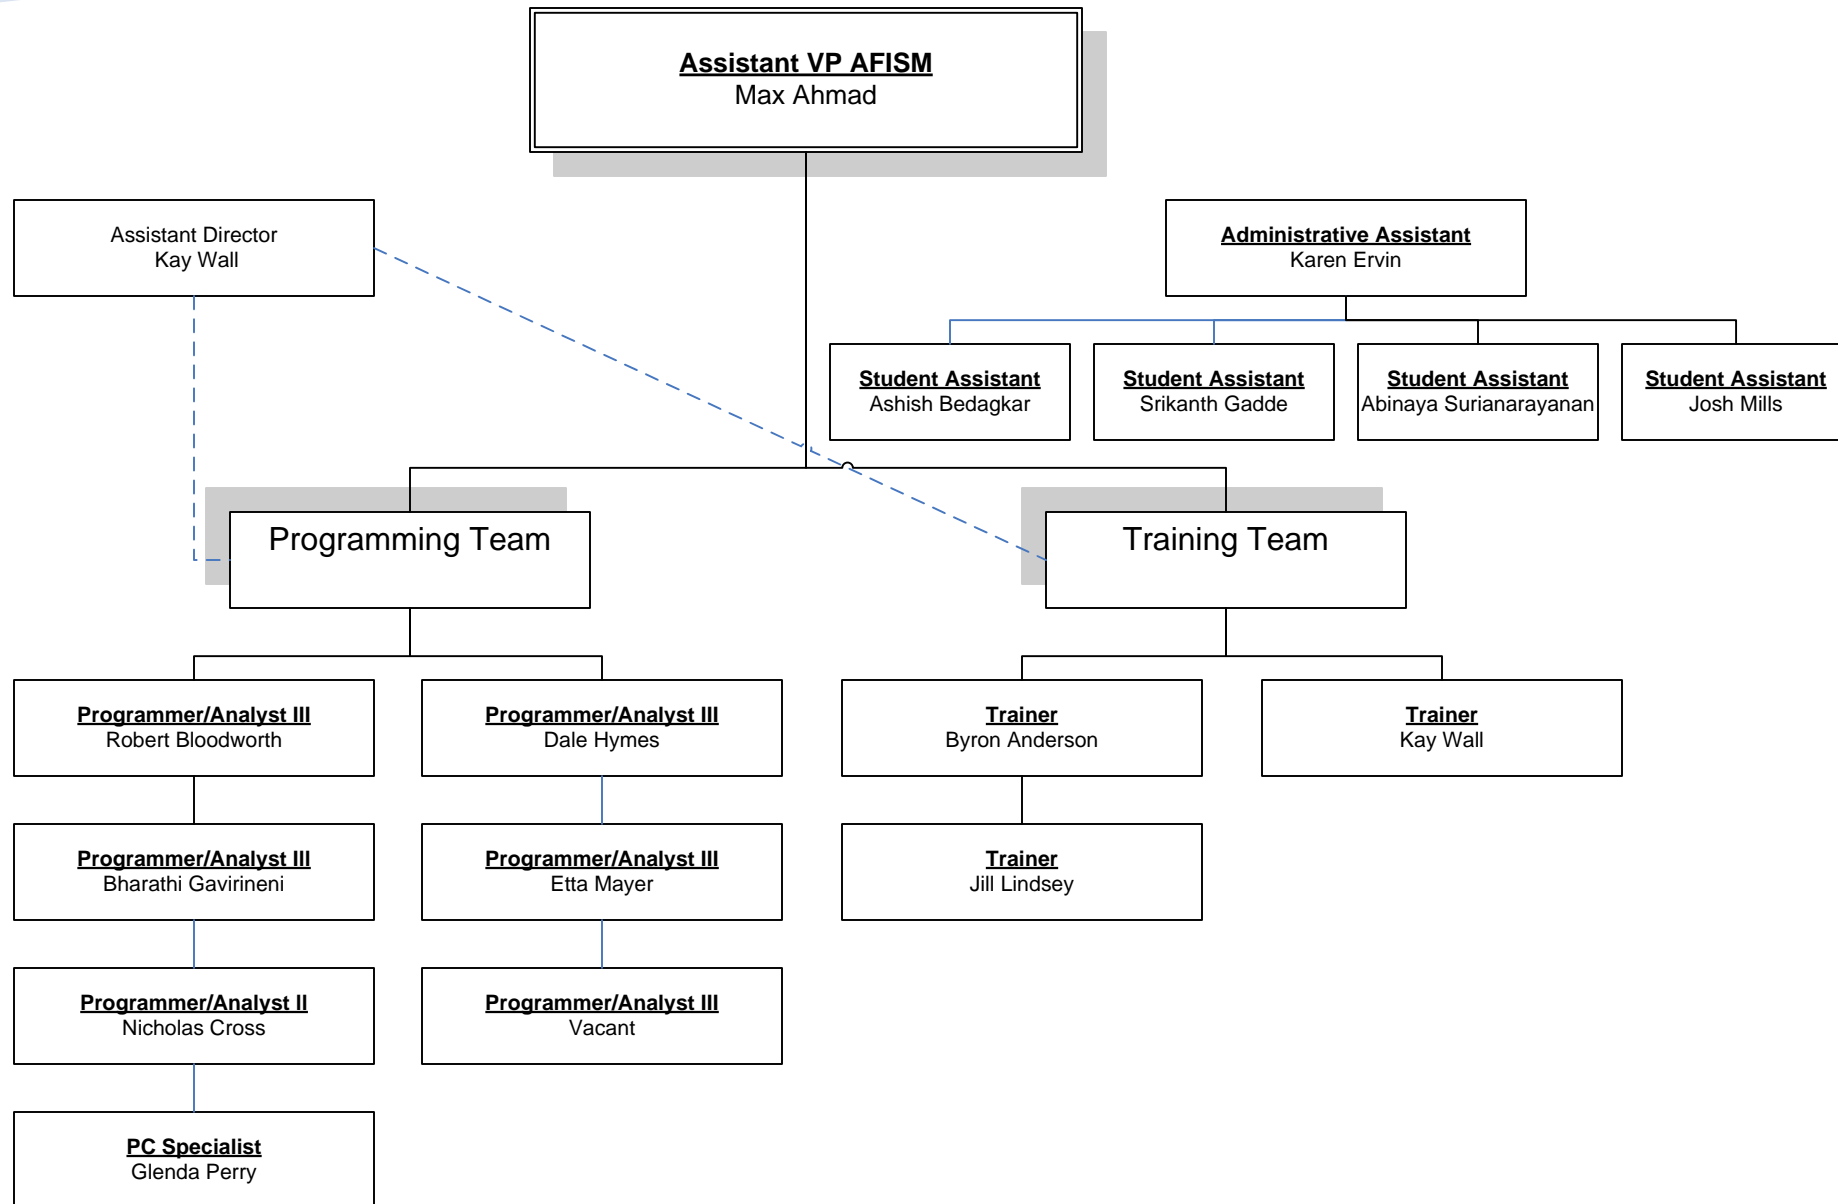 Assistant VP AFISM
Max Ahmad
Assistant Director
Kay Wall
Administrative Assistant
Karen Ervin
Student Assistant
Ashish Bedagkar
Student Assistant
Srikanth Gadde
Student Assistant
Abinaya Surianarayanan
Student Assistant
Josh Mills
Programming Team
Training Team
Programmer/Analyst III
Robert Bloodworth
Programmer/Analyst III
Dale Hymes
Trainer
Byron Anderson
Trainer
Kay Wall
Programmer/Analyst III
Bharathi Gavirineni
Programmer/Analyst III
Etta Mayer
Trainer
Jill Lindsey
Programmer/Analyst II
Nicholas Cross
Programmer/Analyst III
Vacant
PC Specialist
Glenda Perry